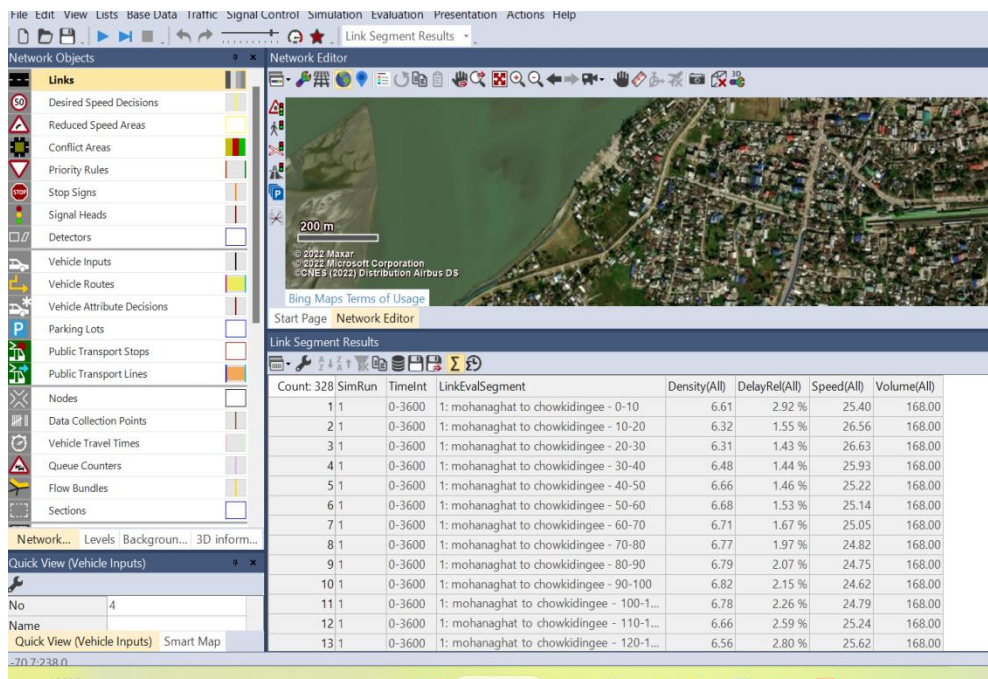 File Edit View Lists Base Data Traffic Signal Control Simulation Evaluation Presentation Actions Help
Link Segment Results
Network Objects
Links
50 Desired Speed Decisions
Reduced Speed Areas
Conflict Areas
Priority Rules
STOP Stop Signs
Signal Heads
Detectors
Vehicle Inputs
Vehicle Routes
Vehicle Attribute Decisions
P Parking Lots
Public Transport Stops
Public Transport Lines
Nodes
Data Collection Points
Vehicle Travel Times
Queue Counters
Flow Bundles
Sections
Network... Levels Backgroun... 3D inform...
Quick View (Vehicle Inputs)
No 4
Name
Quick View (Vehicle Inputs) Smart Map
-70.7:238.0
Network Editor
3D
P
200 m
© 2022 Maxar
© 2022 Microsoft Corporation
©CNES (2022) Distribution Airbus DS
Bing Maps Terms of Usage
Start Page Network Editor
Link Segment Results
Count: 328 SimRun TimeInt LinkEvalSegment Density(All) DelayRel(All) Speed(All) Volume(All)
1 1 0-3600 1: mohanaghat to chowkidingee - 0-10 6.61 2.92 % 25.40 168.00
2 1 0-3600 1: mohanaghat to chowkidingee - 10-20 6.32 1.55 % 26.56 168.00
3 1 0-3600 1: mohanaghat to chowkidingee - 20-30 6.31 1.43 % 26.63 168.00
4 1 0-3600 1: mohanaghat to chowkidingee - 30-40 6.48 1.44 % 25.93 168.00
5 1 0-3600 1: mohanaghat to chowkidingee - 40-50 6.66 1.46 % 25.22 168.00
6 1 0-3600 1: mohanaghat to chowkidingee - 50-60 6.68 1.53 % 25.14 168.00
7 1 0-3600 1: mohanaghat to chowkidingee - 60-70 6.71 1.67 % 25.05 168.00
8 1 0-3600 1: mohanaghat to chowkidingee - 70-80 6.77 1.97 % 24.82 168.00
9 1 0-3600 1: mohanaghat to chowkidingee - 80-90 6.79 2.07 % 24.75 168.00
10 1 0-3600 1: mohanaghat to chowkidingee - 90-100 6.82 2.15 % 24.62 168.00
11 1 0-3600 1: mohanaghat to chowkidingee - 100-1... 6.78 2.26 % 24.79 168.00
12 1 0-3600 1: mohanaghat to chowkidingee - 110-1... 6.66 2.59 % 25.24 168.00
13 1 0-3600 1: mohanaghat to chowkidingee - 120-1... 6.56 2.80 % 25.62 168.00